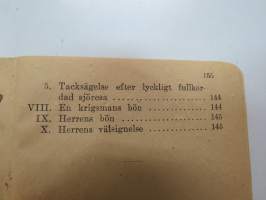 155
5. Tacksägelse efter lyckligt fullkor-
dad sjöresa .................... 144
VIII. En krigsmans bön ............ 144
IX. Herrens bön .................. 145
X. Herrens välsignelse ............ 145